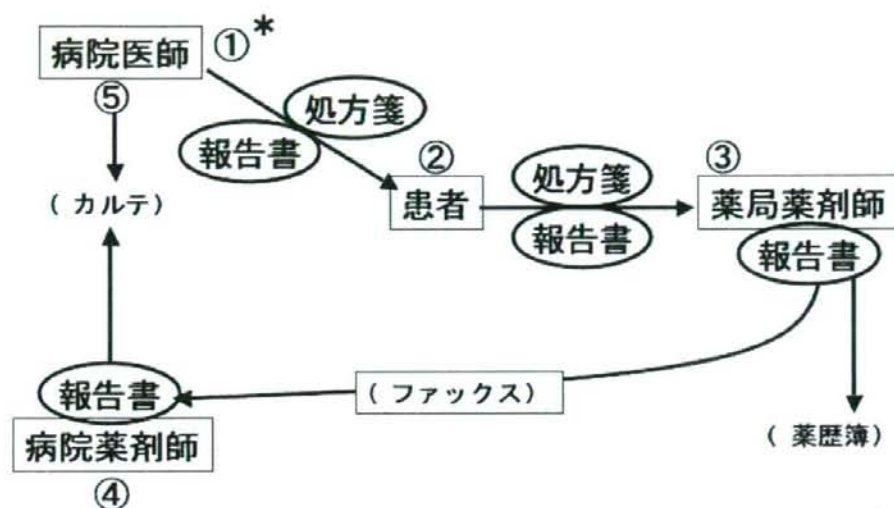 病院医師
①*
⑤
処方箋
報告書
(カルテ)
②
患者
処方箋
報告書
③
薬局薬剤師
報告書
(ファックス)
報告書
病院薬剤師
④
(薬歴簿)